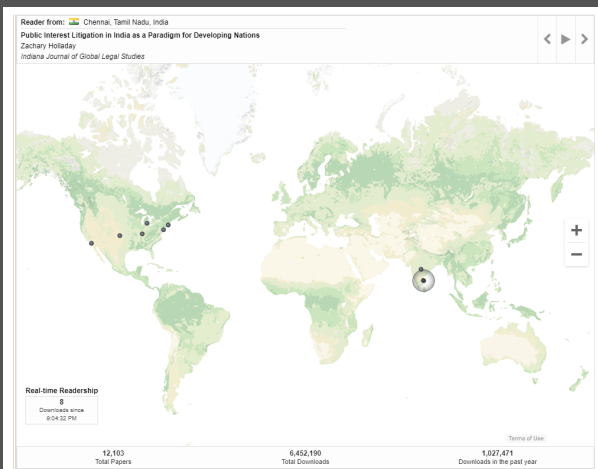 Reader from: Chennai, Tamil Nadu, India
Public Interest Litigation in India as a Paradigm for Developing Nations
Zachary Holladay
Indiana Journal of Global Legal Studies
+
−
Real-time Readership
8
Downloads since
9:04:32 PM
Terms of Use
12,103 6,452,190 1,027,471
Total Papers Total Downloads Downloads in the past year